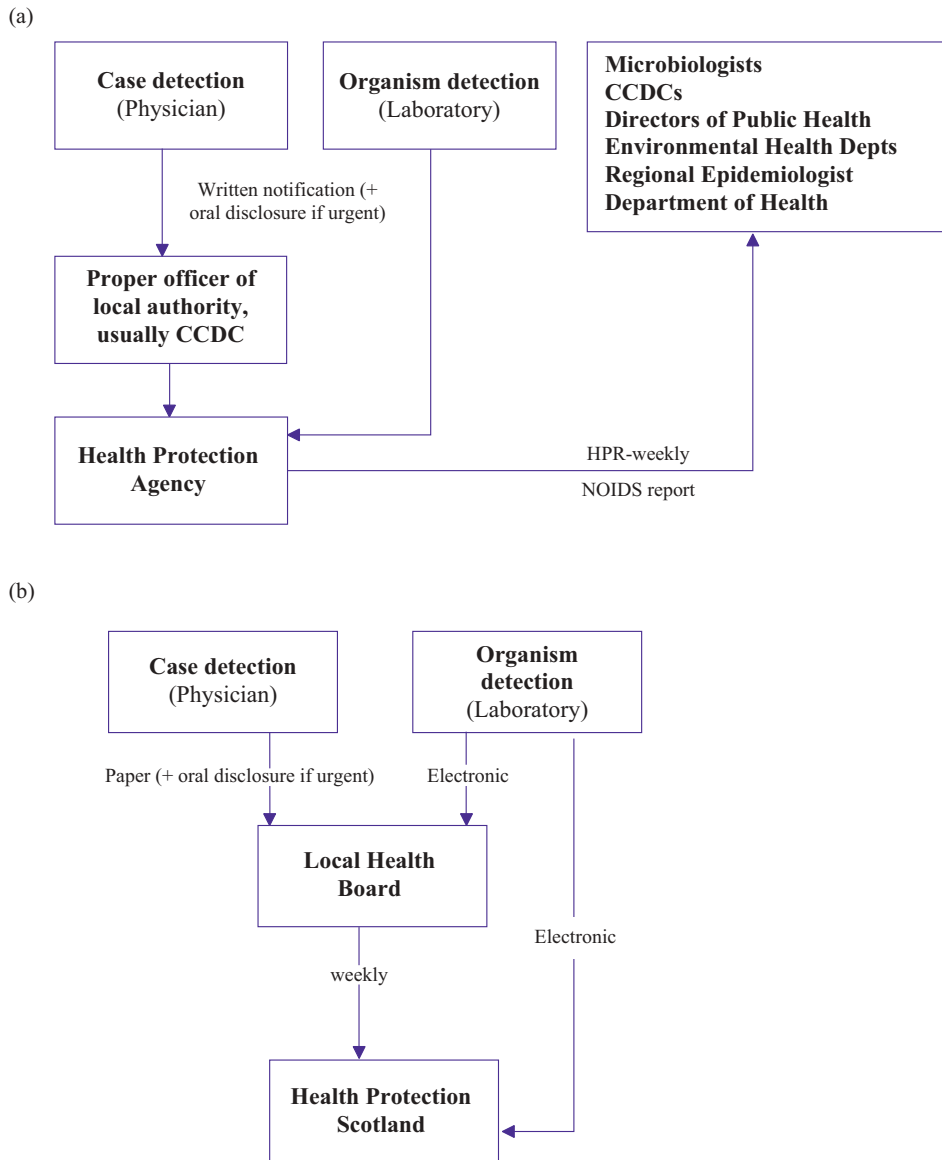 (a)
Case detection
(Physician)
Organism detection
(Laboratory)
Microbiologists
CCDCs
Directors of Public Health
Environmental Health Depts
Regional Epidemiologist
Department of Health
Written notification (+
oral disclosure if urgent)
Proper officer of
local authority,
usually CCDC
Health Protection
Agency
HPR-weekly
NOIDS report
(b)
Case detection
(Physician)
Organism
detection
(Laboratory)
Paper (+ oral disclosure if urgent)
Electronic
Local Health
Board
Electronic
weekly
Health Protection
Scotland